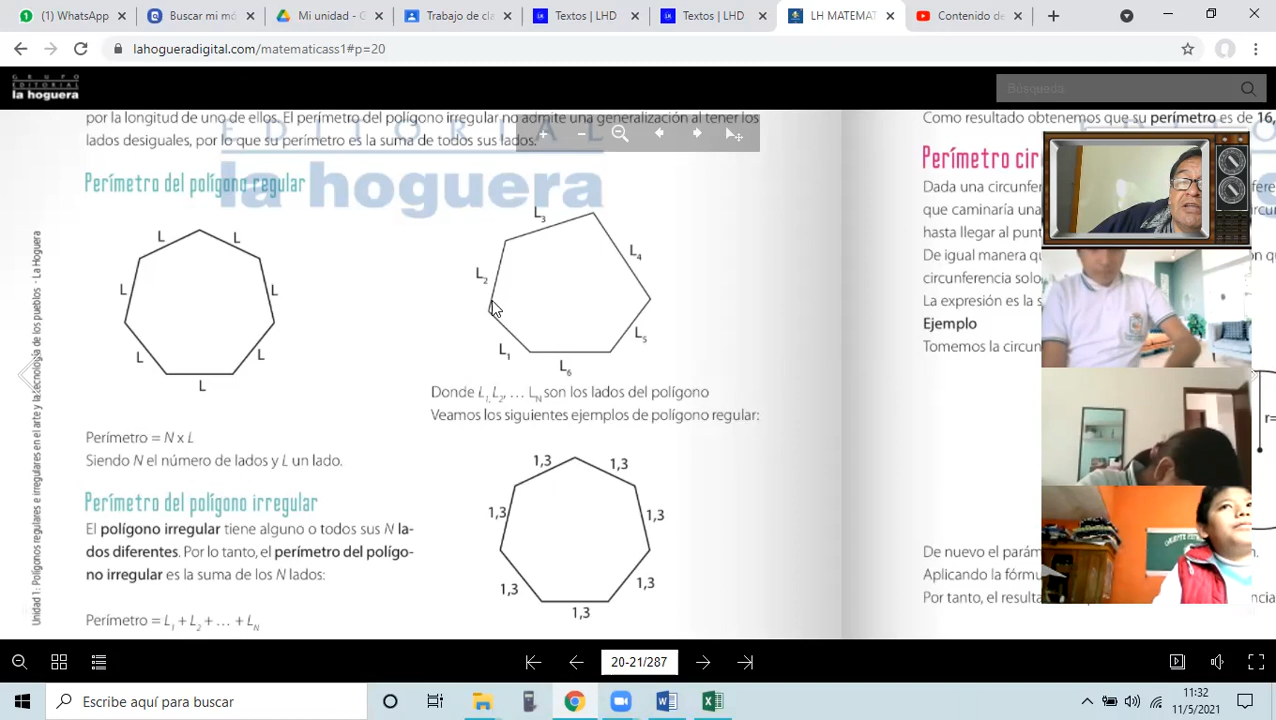 (1) WhatsApp
Buscar mi mó
Mi unidad - G
Trabajo de cla
Textos | LHD
Textos | LHD
LH MATEMAT
Contenido de
lahogueradigital.com/matematicass1#p=20
GRUPO
EDITORIAL
la hoguera
Búsqueda
por la longitud de uno de ellos. El perímetro del polígono irregular no admite una generalización al tener los
lados desiguales, por lo que su perímetro es la suma de todos sus lados.
EDITORIAL
la hoguera
Perímetro del polígono regular
L
L
L
L
L
L
L
L3
L2
L4
L1
L5
L6
Perímetro = N x L
Siendo N el número de lados y L un lado.
Perímetro del polígono irregular
El polígono irregular tiene alguno o todos sus N la-
dos diferentes. Por lo tanto, el perímetro del polígo-
no irregular es la suma de los N lados:
Perímetro = L1 + L2 + … + LN
Donde L1, L2, … LN son los lados del polígono
Veamos los siguientes ejemplos de polígono regular:
1,3
1,3
1,3
1,3
1,3
1,3
1,3
Unidad 1: Polígonos regulares e irregulares en el arte y la tecnología de los pueblos - La Hoguera
Como resultado obtenemos que su perímetro es de 16,
Perímetro cir
Dada una circunfer
que caminaría una
hasta llegar al punt
De igual manera qu
circunferencia solo
La expresión es la s
Ejemplo
Tomemos la circun
r=
De nuevo el parám
Aplicando la fórmu
Por tanto, el resulta
20-21/287
Escribe aquí para buscar
11:32
11/5/2021